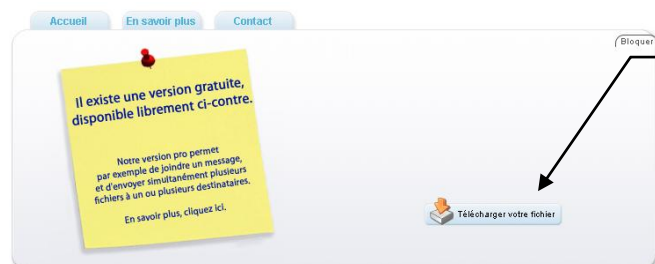 Accueil
En savoir plus
Contact
Bloquer
Il existe une version gratuite,
disponible librement ci-contre.
Notre version pro permet
par exemple de joindre un message,
et d'envoyer simultanément plusieurs
fichiers à un ou plusieurs destinataires.
En savoir plus, cliquez ici.
Télécharger votre fichier